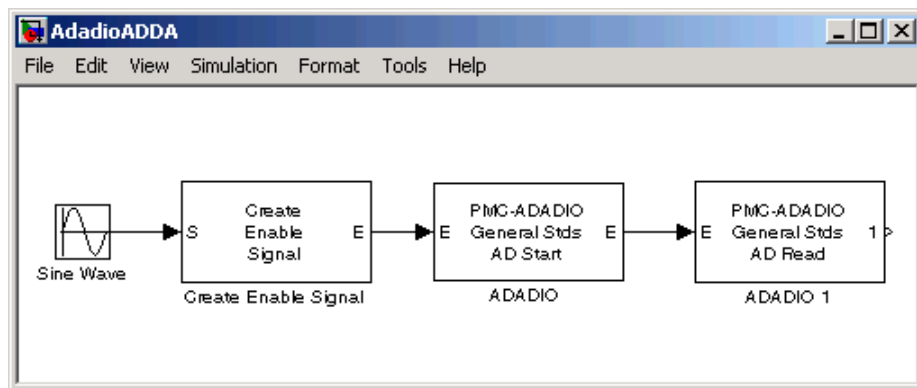 AdadioADDA
File Edit View Simulation Format Tools Help
Sine Wave
S
Create
Enable
Signal
E
Create Enable Signal
E
PMC-ADADIO
General Stds
AD Start
E
ADADIO
E
PMC-ADADIO
General Stds
AD Read
1
ADADIO 1